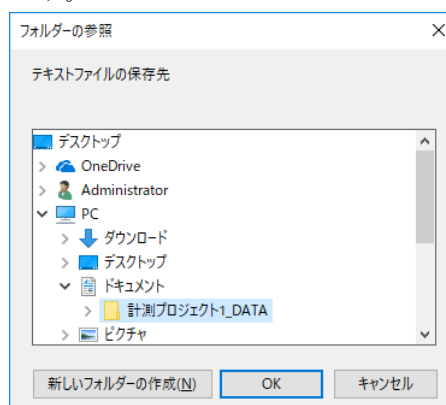 フォルダーの参照
テキストファイルの保存先
デスクトップ
OneDrive
Administrator
PC
ダウンロード
デスクトップ
ドキュメント
計測プロジェクト1_DATA
ピクチャ
新しいフォルダーの作成(N) OK キャンセル